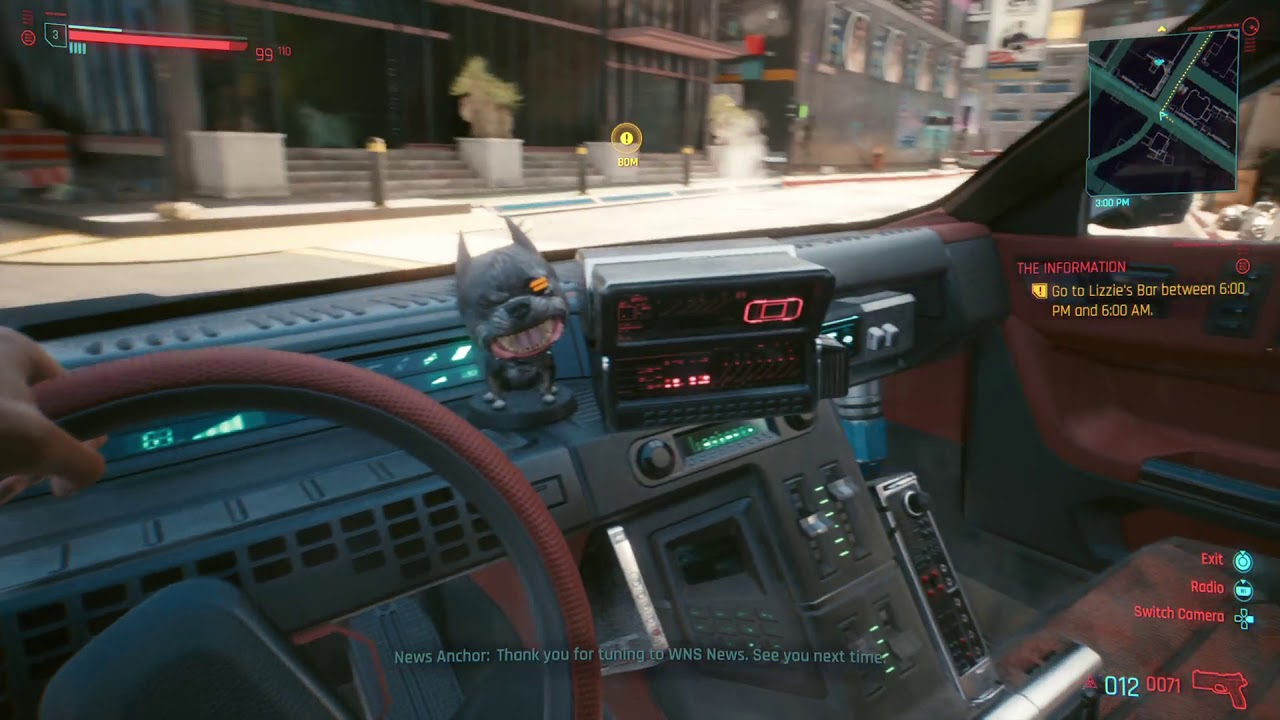 3
99 110
80M
3:00 PM
THE INFORMATION
Go to Lizzie's Bar between 6:00
PM and 6:00 AM.
Exit
Radio
Switch Camera
News Anchor: Thank you for tuning to WNS News. See you next time.
012 0071